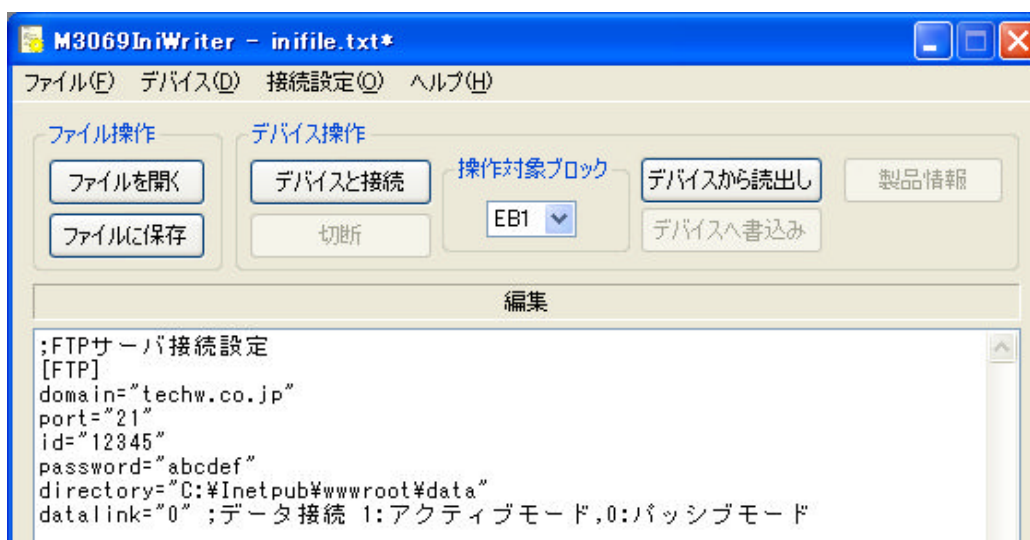 M3069IniWriter - inifile.txt*
ファイル(F) デバイス(D) 接続設定(O) ヘルプ(H)
ファイル操作
ファイルを開く
ファイルに保存
デバイス操作
デバイスと接続
切断
操作対象ブロック
EB1
デバイスから読出し
デバイスへ書込み
製品情報
編集
;FTPサーバ接続設定
[FTP]
domain="techw.co.jp"
port="21"
id="12345"
password="abcdef"
directory="C:¥Inetpub¥wwwroot¥data"
datalink="0" ;データ接続 1:アクティブモード,0:パッシブモード